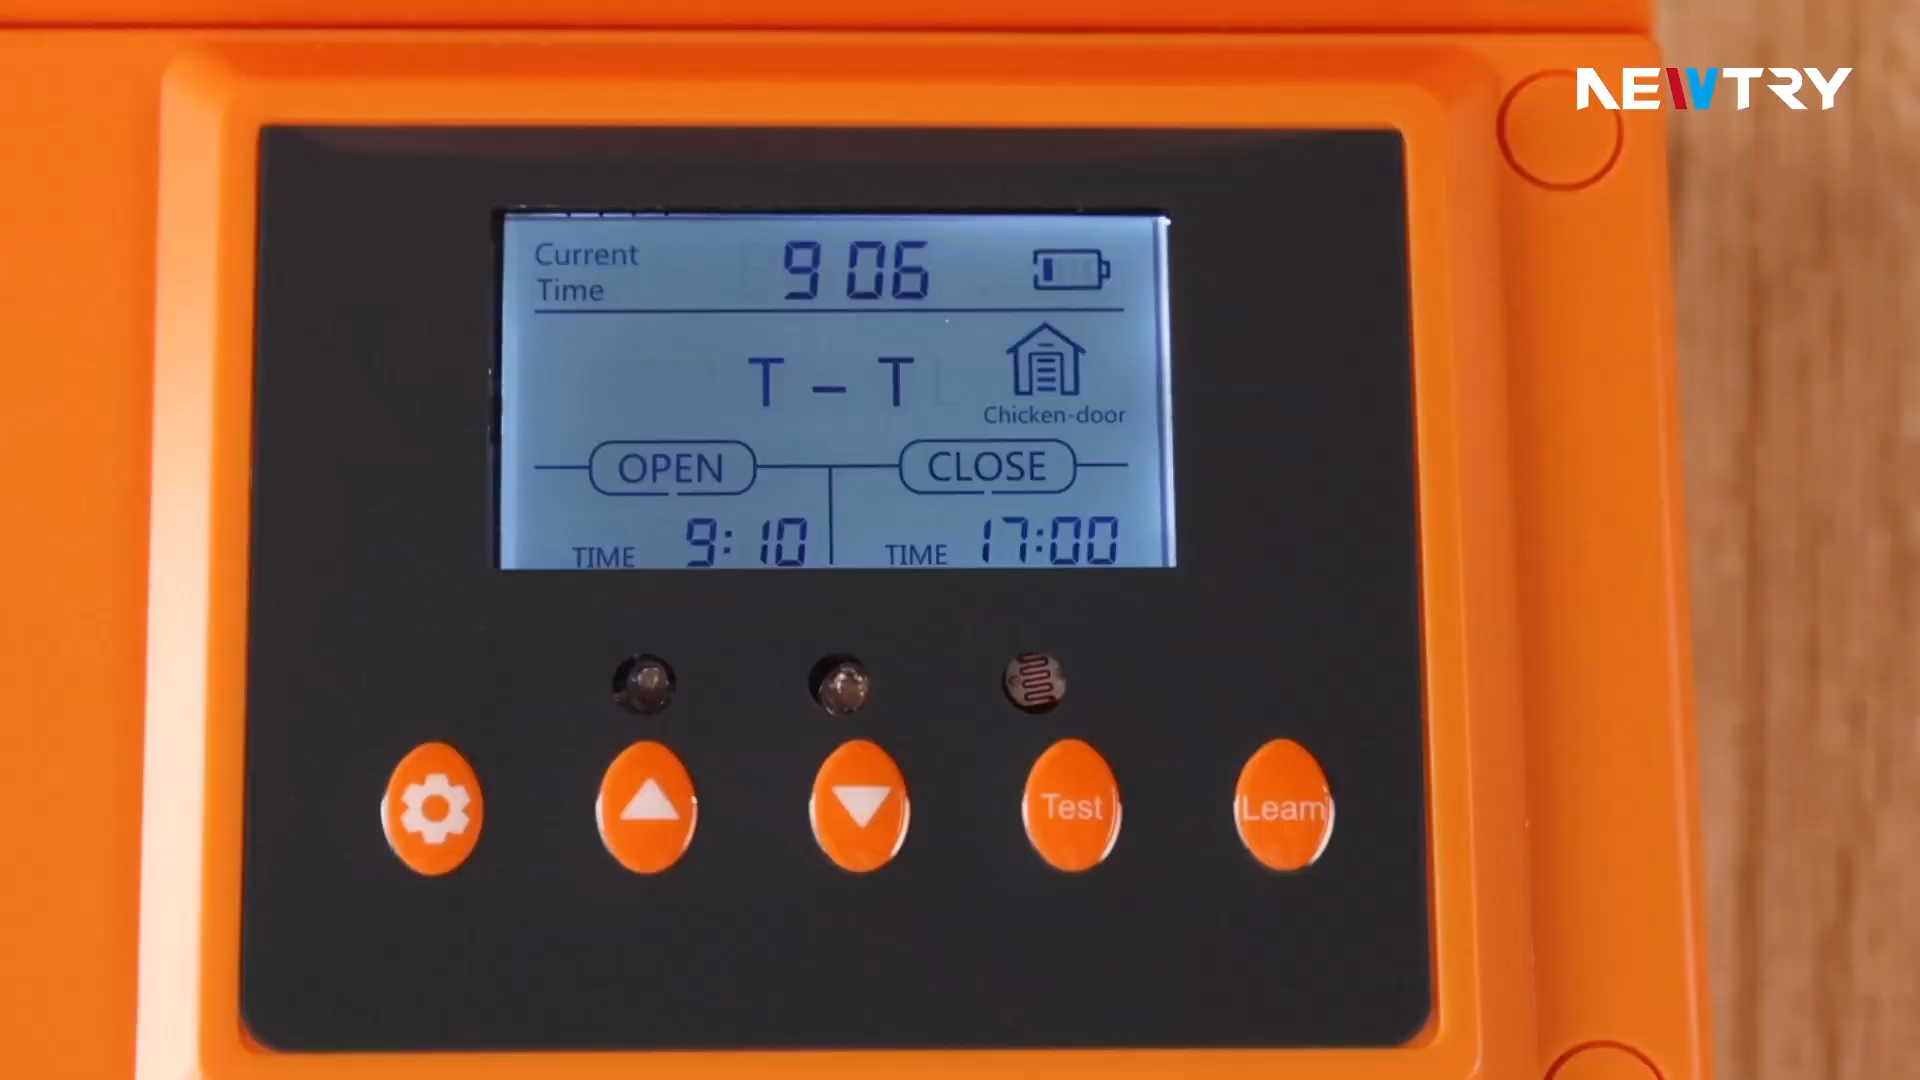 NEWTRY
Current
Time
9 06
T - T
Chicken-door
OPEN
CLOSE
TIME 9:10
TIME 17:00
Test
Learn